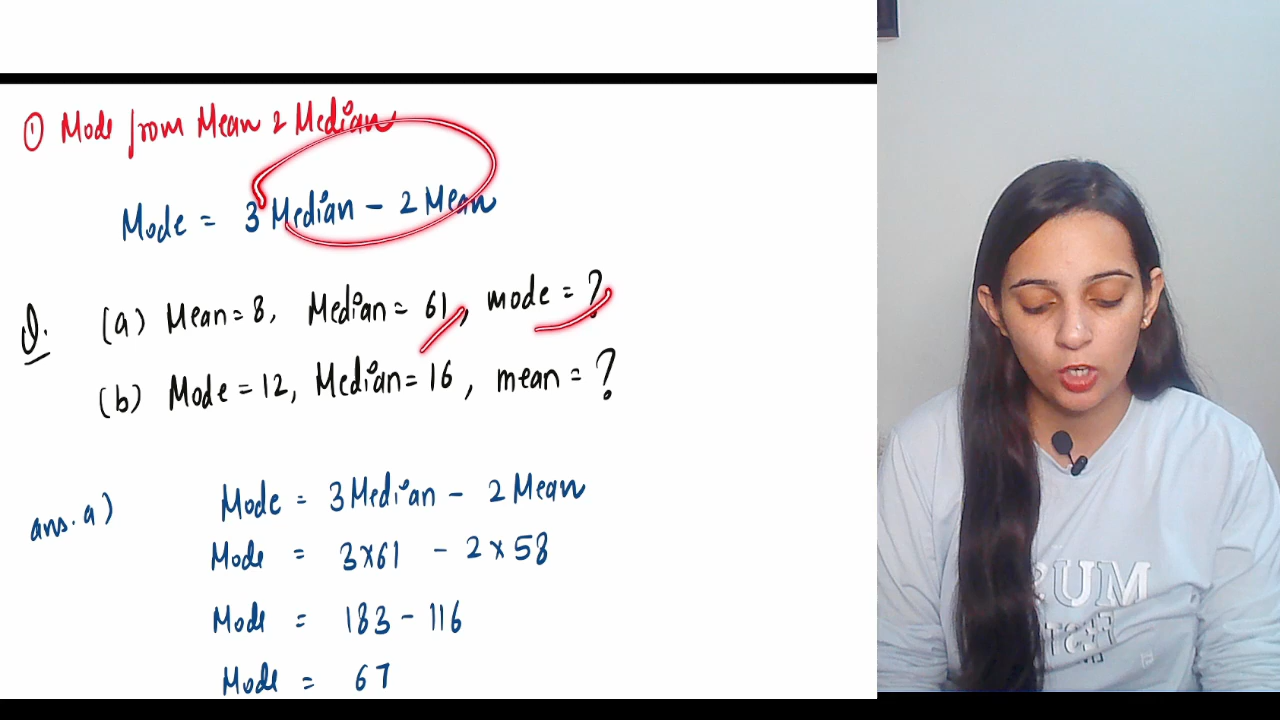 ① Mode from Mean & Median
Mode = 3 Median - 2 Mean
Q. (a) Mean = 8, Median = 61, mode = ?
(b) Mode = 12, Median = 16, mean = ?
ans. a) Mode = 3 Median - 2 Mean
Mode = 3×61 - 2×58
Mode = 183 - 116
Mode = 67
RUM